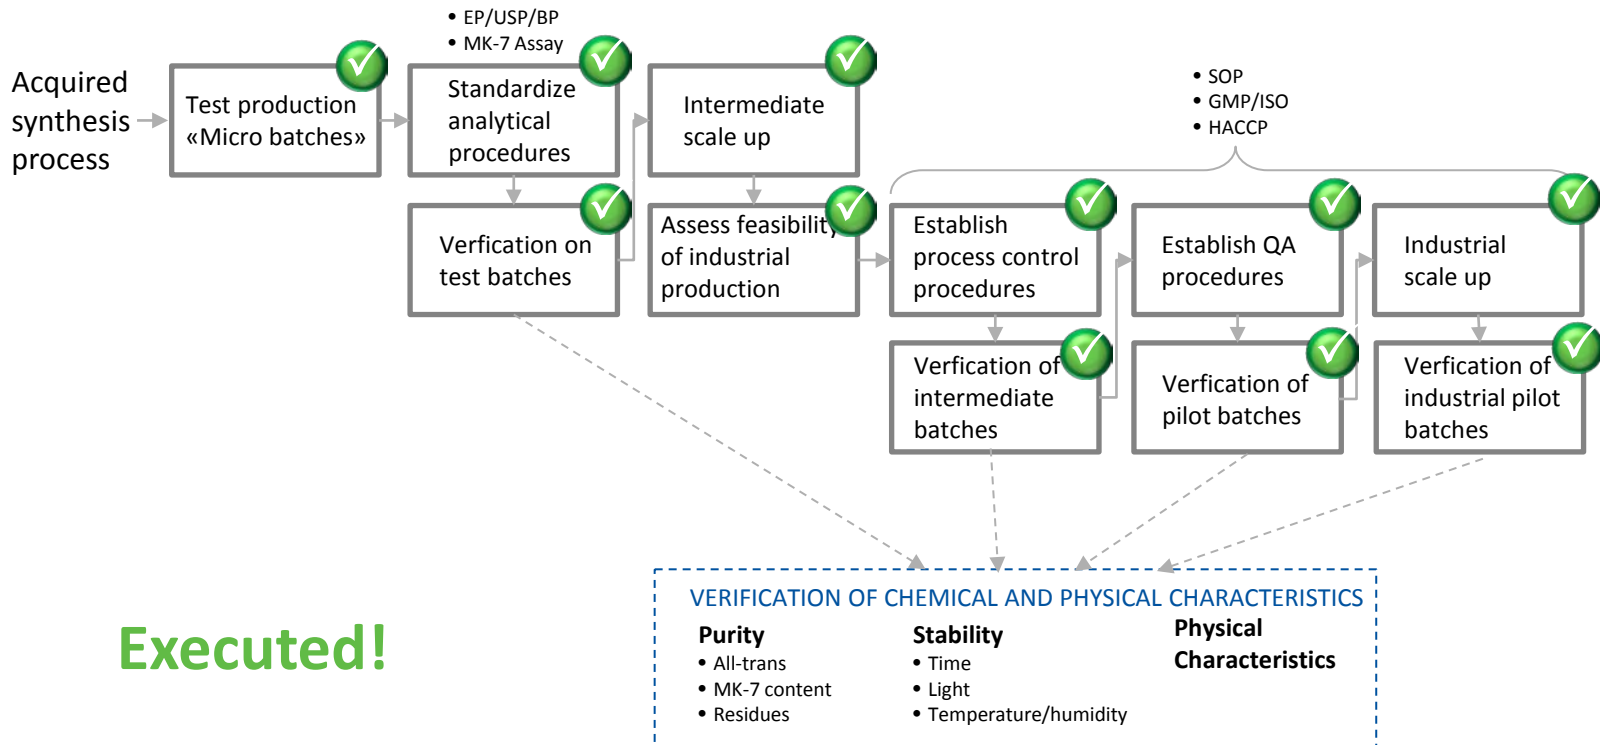 • EP/USP/BP
• MK-7 Assay
Acquired
synthesis
process
Test production
«Micro batches»
Standardize
analytical
procedures
Intermediate
scale up
• SOP
• GMP/ISO
• HACCP
Verfication on
test batches
Assess feasibility
of industrial
production
Establish
process control
procedures
Establish QA
procedures
Industrial
scale up
Verfication of
intermediate
batches
Verfication of
pilot batches
Verfication of
industrial pilot
batches
Executed!
VERIFICATION OF CHEMICAL AND PHYSICAL CHARACTERISTICS
Purity
• All-trans
• MK-7 content
• Residues
Stability
• Time
• Light
• Temperature/humidity
Physical
Characteristics